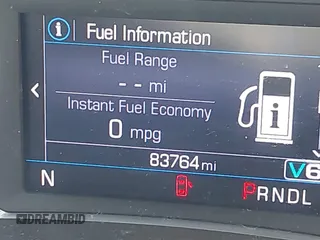 Fuel Information
Fuel Range
-- mi
Instant Fuel Economy
0 mpg
83764 mi
V6
N
PRNDL
DREAMBID